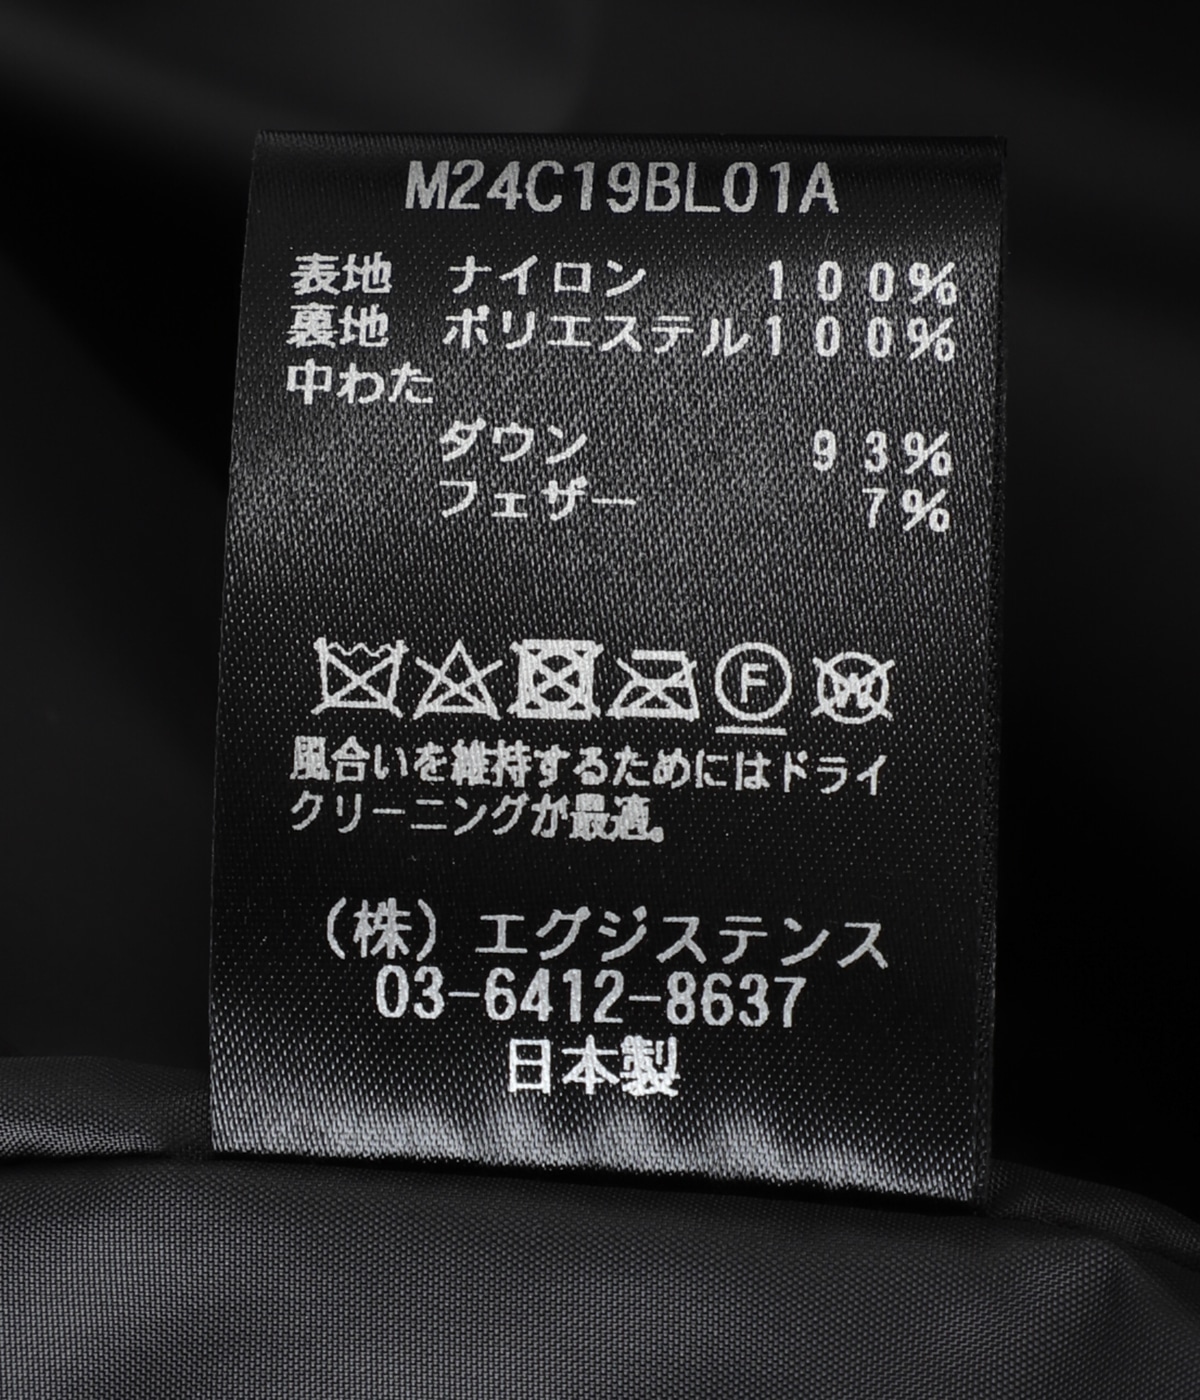 M24C19BL01A
表地 ナイロン 100%
裏地 ポリエステル100%
中わた
ダウン 93%
フェザー 7%
F W
風合いを維持するためにはドライ
クリーニングが最適。
(株) エグジステンス
03-6412-8637
日本製